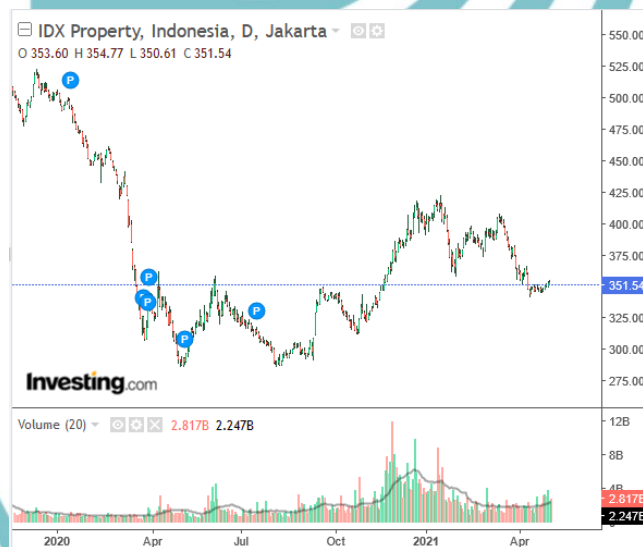 IDX Property, Indonesia, D, Jakarta
O 353.60 H 354.77 L 350.61 C 351.54
P
P
P
P
P
550.00
525.00
500.00
475.00
450.00
425.00
400.00
375.00
351.54
325.00
300.00
275.00
Investing.com
Volume (20) 2.817B 2.247B
12B
8B
4B
2.817B
2.247B
2020 Apr Jul Oct 2021 Apr